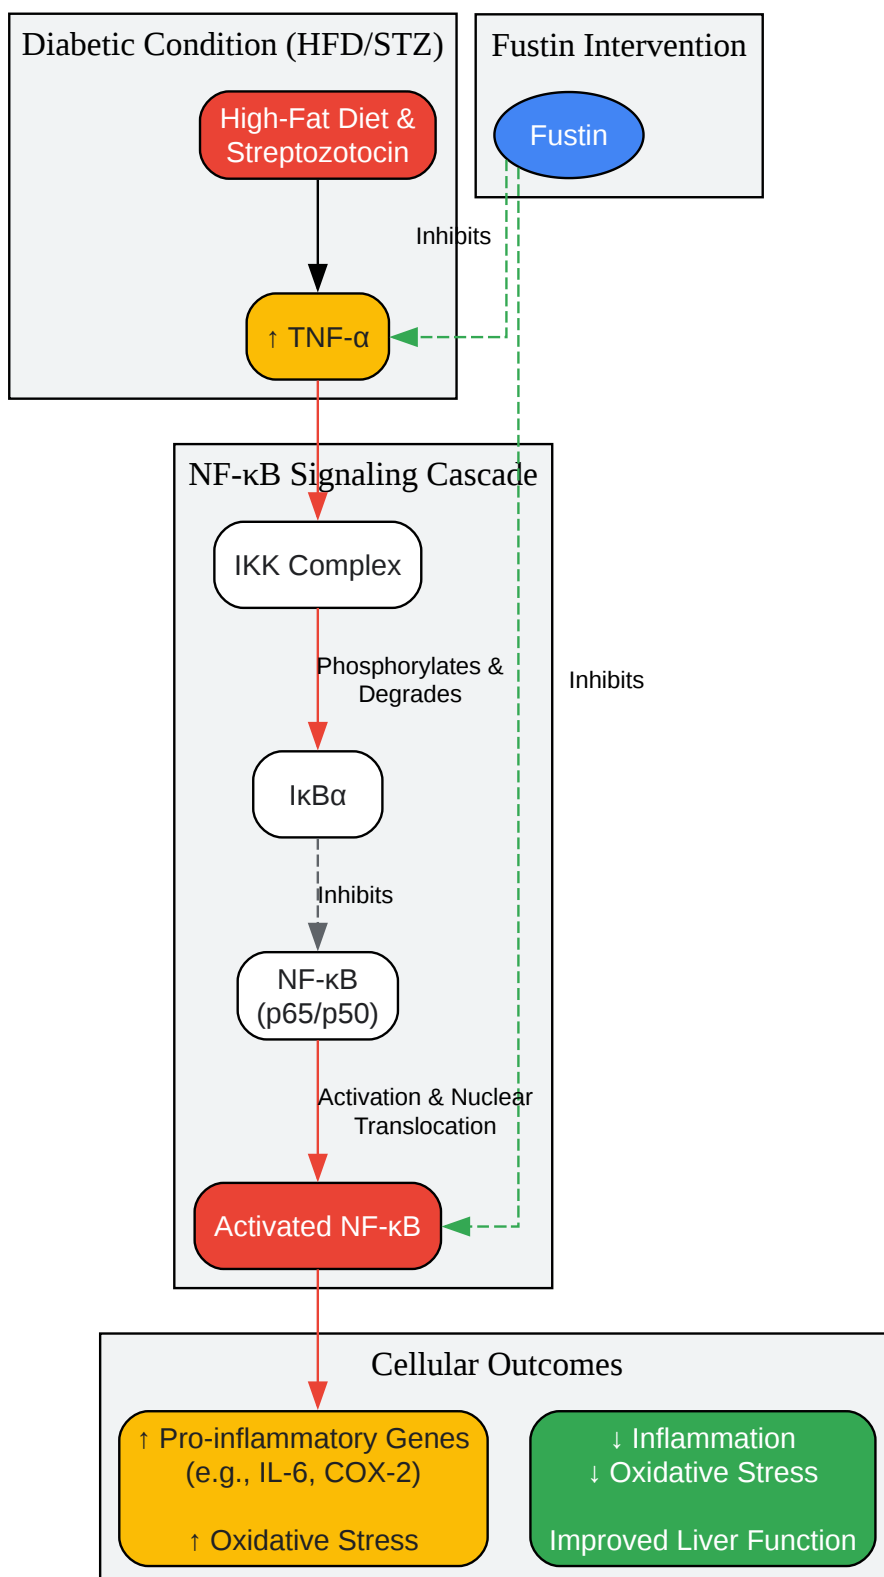 Diabetic Condition (HFD/STZ)
Fustin Intervention
High-Fat Diet &
Streptozotocin
Fustin
Inhibits
↑ TNF-α
NF-κB Signaling Cascade
IKK Complex
Phosphorylates &
Degrades
Inhibits
IκBα
Inhibits
NF-κB
(p65/p50)
Activation & Nuclear
Translocation
Activated NF-κB
Cellular Outcomes
↑ Pro-inflammatory Genes
(e.g., IL-6, COX-2)
↑ Oxidative Stress
↓ Inflammation
↓ Oxidative Stress
Improved Liver Function